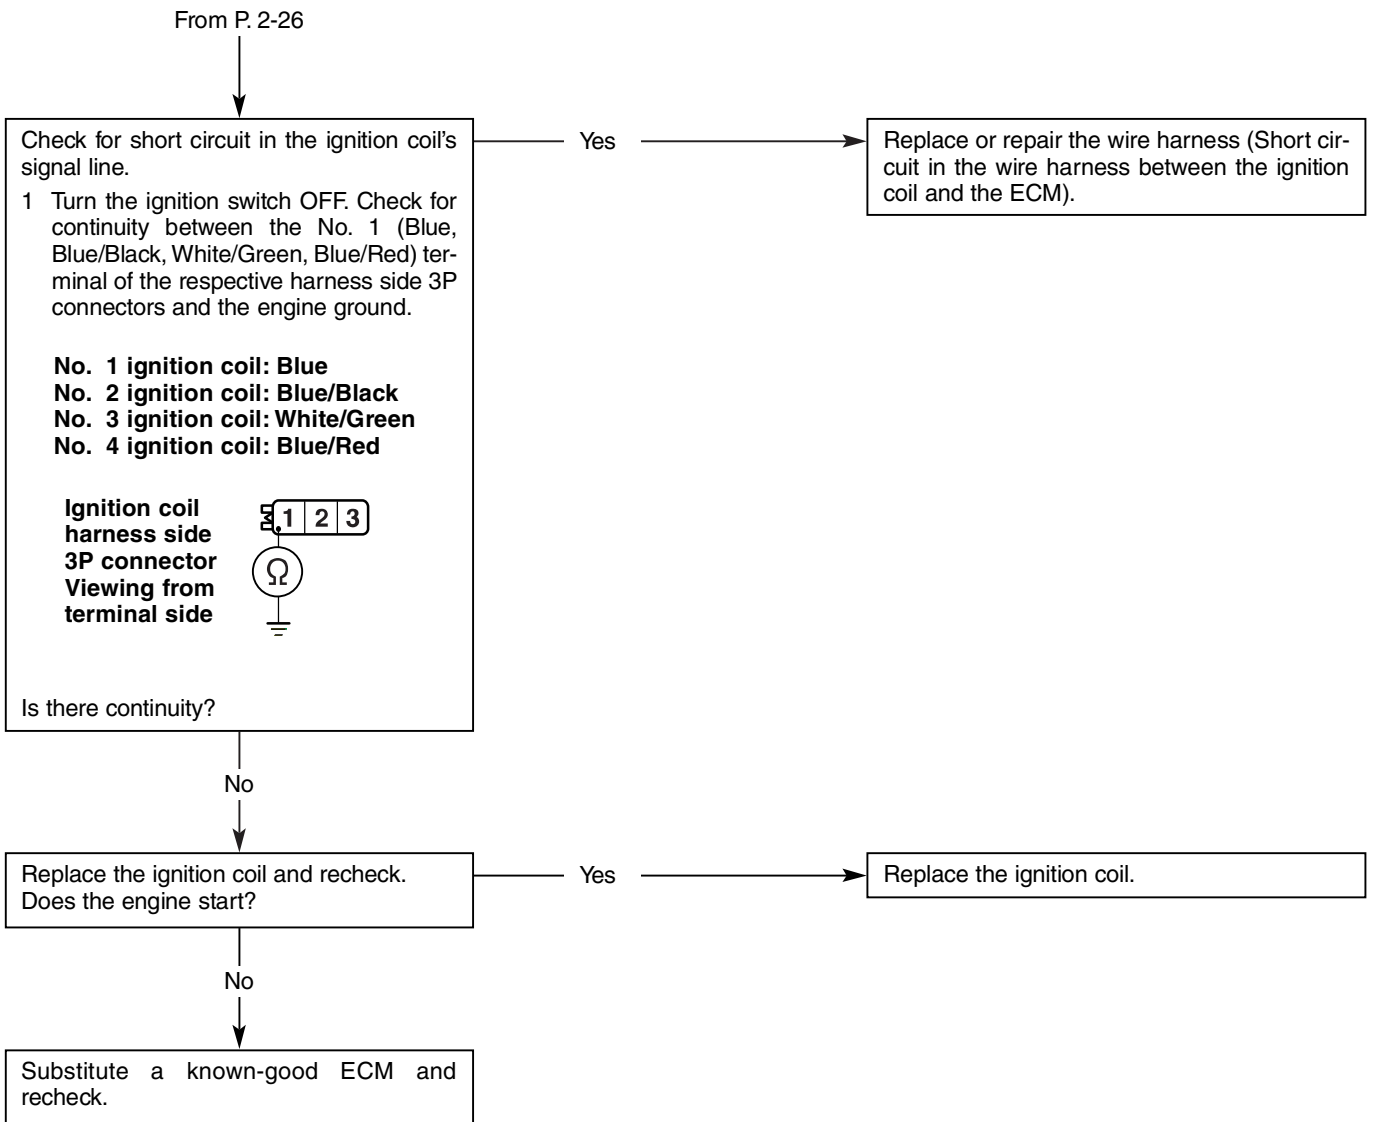 From P. 2-26
Check for short circuit in the ignition coil's
signal line.
1 Turn the ignition switch OFF. Check for
continuity between the No. 1 (Blue,
Blue/Black, White/Green, Blue/Red) ter-
minal of the respective harness side 3P
connectors and the engine ground.
No. 1 ignition coil: Blue
No. 2 ignition coil: Blue/Black
No. 3 ignition coil: White/Green
No. 4 ignition coil: Blue/Red
Ignition coil
harness side
3P connector
Viewing from
terminal side
1 2 3
Ω
Is there continuity?
Yes
Replace or repair the wire harness (Short cir-
cuit in the wire harness between the ignition
coil and the ECM).
No
Replace the ignition coil and recheck.
Does the engine start?
Yes
Replace the ignition coil.
No
Substitute a known-good ECM and
recheck.